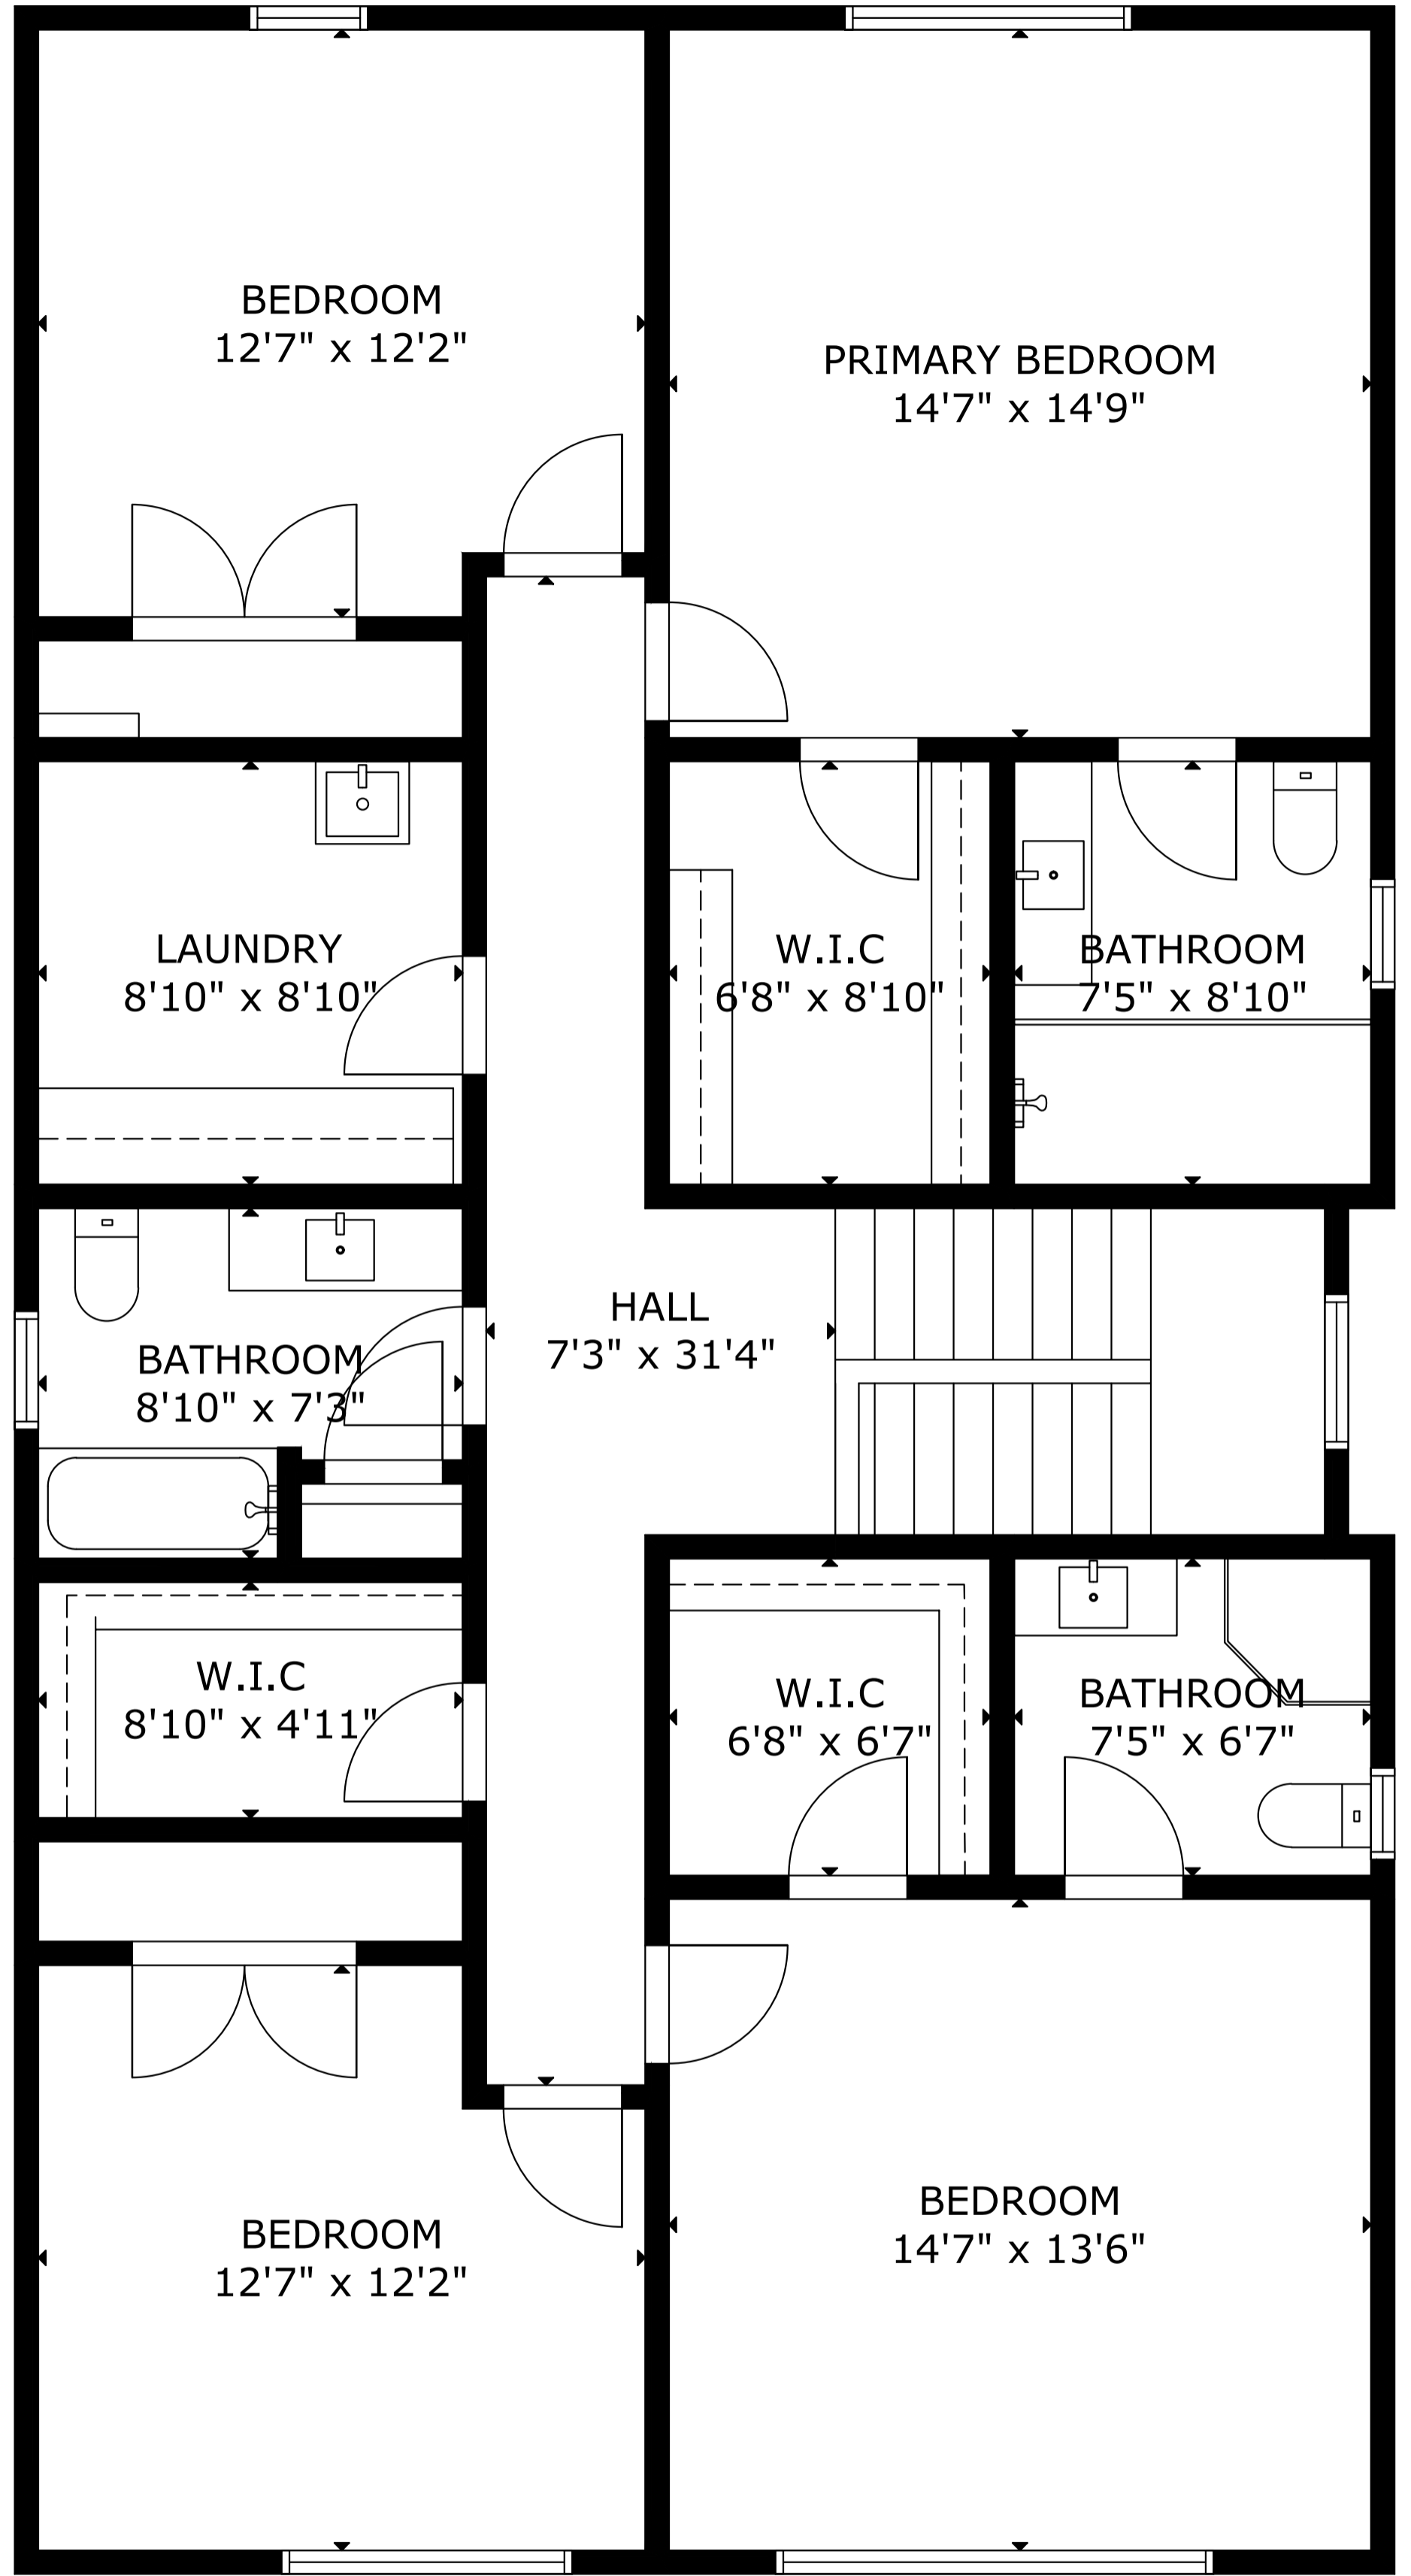 BEDROOM
12'7" x 12'2"
PRIMARY BEDROOM
14'7" x 14'9"
LAUNDRY
8'10" x 8'10"
W.I.C
6'8" x 8'10"
BATHROOM
7'5" x 8'10"
HALL
7'3" x 31'4"
BATHROOM
8'10" x 7'3"
W.I.C
8'10" x 4'11"
W.I.C
6'8" x 6'7"
BATHROOM
7'5" x 6'7"
BEDROOM
14'7" x 13'6"
BEDROOM
12'7" x 12'2"